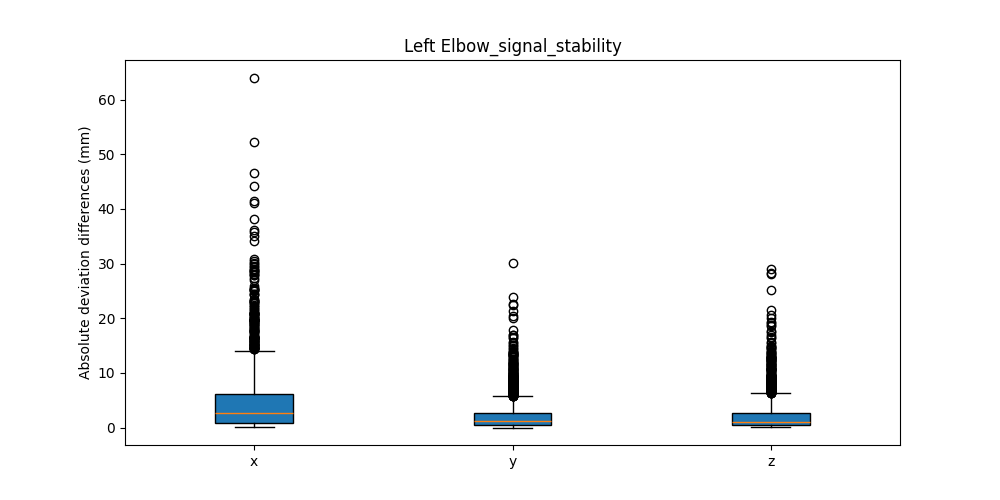 Left Elbow_signal_stability
Absolute deviation differences (mm)
60
50
40
30
20
10
0
x y z